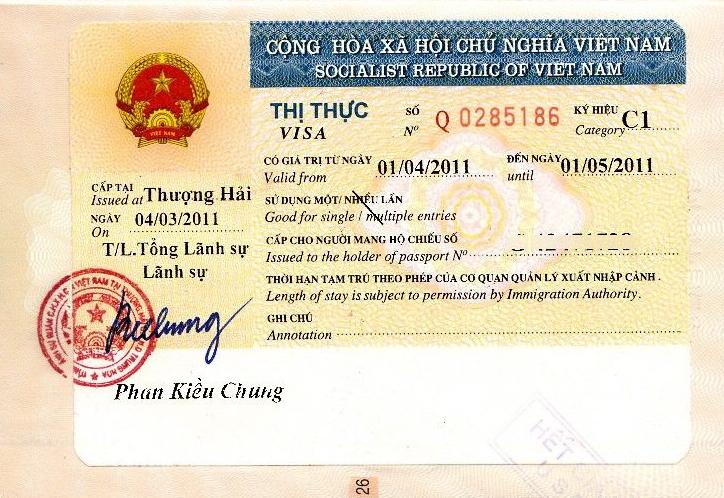 CỘNG HÒA XÃ HỘI CHỦ NGHĨA VIỆT NAM
SOCIALIST REPUBLIC OF VIET NAM
VIỆT NAM
THỊ THỰC
VISA
SỐ
Nº
Q 0285186
KÝ HIỆU
Category C1
CÓ GIÁ TRỊ TỪ NGÀY
Valid from 01/04/2011
ĐẾN NGÀY
until 01/05/2011
CẤP TẠI
Issued at Thượng Hải
NGÀY
On 04/03/2011
T/L.Tổng Lãnh sự
Lãnh sự
SỬ DỤNG MỘT/ NHIỀU LẦN
Good for single / multiple entries
CẤP CHO NGƯỜI MANG HỘ CHIẾU SỐ
Issued to the holder of passport Nº
THỜI HẠN TẠM TRÚ THEO PHÉP CỦA CƠ QUAN QUẢN LÝ XUẤT NHẬP CẢNH.
Length of stay is subject to permission by Immigration Authority.
GHI CHÚ
Annotation
Phan Kiều Chung
HẾT
26